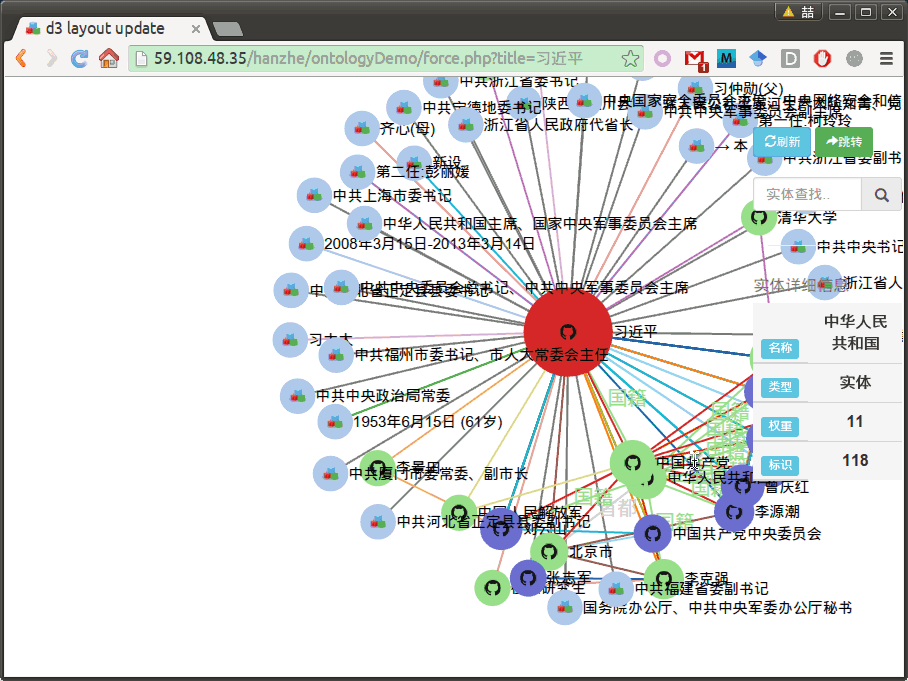 喆
d3 layout update
59.108.48.35/hanzhe/ontologyDemo/force.php?title=习近平
中共浙江省委书记
习仲勋(父)
中共宁德地委书记
陕西
齐心(母)
浙江省人民政府代省长
中共中央军事委员会副主席
第一任:柯玲玲
刷新
跳转
新设
→ 本
第二任:彭丽媛
中共浙江省委副书
中共上海市委书记
实体查找..
中华人民共和国主席、国家中央军事委员会主席
清华大学
2008年3月15日-2013年3月14日
中共中央书记
实体详细信息
浙江省人
中共河北省正定县县委书记
中共中央委员会总书记、中共中央军事委员会主席
习近平
中华人民
共和国
名称
中共福州市委书记、市人大常委会主任
类型
实体
中共中央政治局常委
国籍
1953年6月15日 (61岁)
权重
11
中国共产党
标识
118
李景田
中共厦门市委常委、副市长
中华人民共和国
曾庆红
国籍
首都
中国人民解放军
李源潮
中共河北省正定县县委副书记
国籍
刘云山
中国共产党中央委员会
北京市
张志军
李克强
中共福建省委副书记
国务院办公厅、中共中央军委办公厅秘书